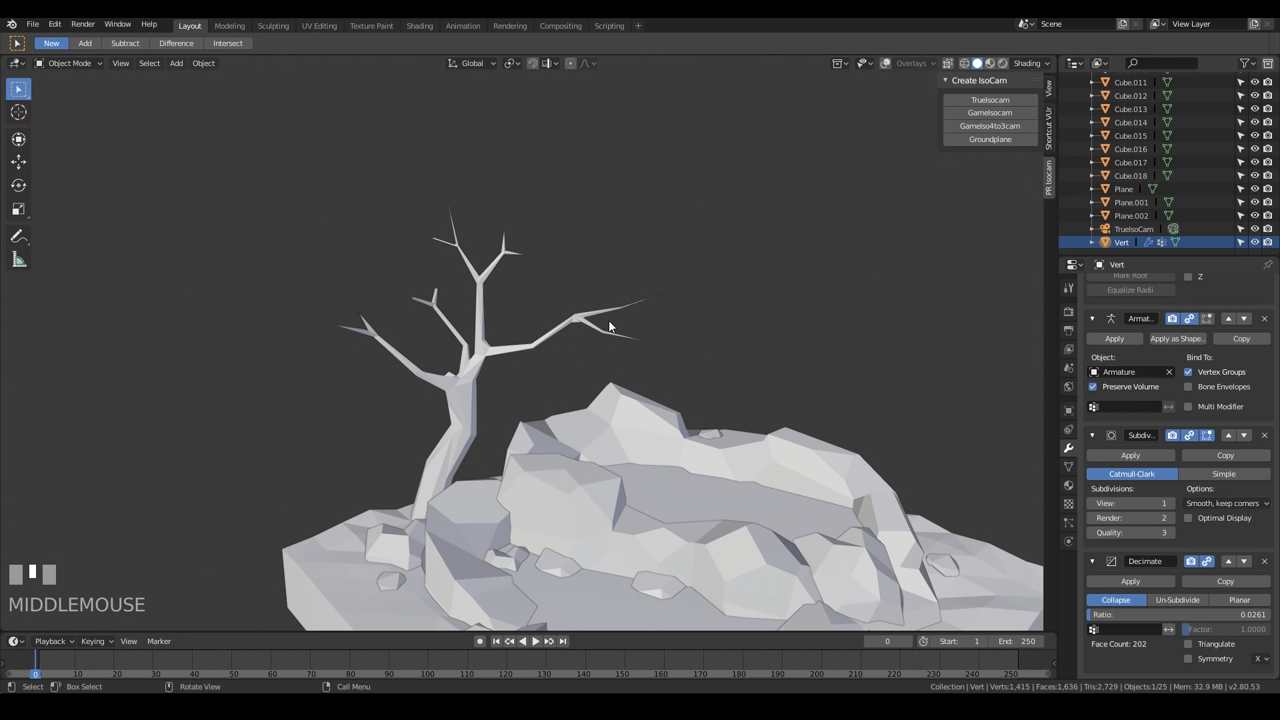 File Edit Render Window Help Layout Modeling Sculpting UV Editing Texture Paint Shading Animation Rendering Compositing Scripting + Scene View Layer
New Add Subtract Difference Intersect
Object Mode View Select Add Object Global Overlays Shading
Create IsoCam
TrueIsocam
GameIsocam
GameIso4to3cam
Groundplane
View
Shortcut VUr
PR Isocam
Cube.011
Cube.012
Cube.013
Cube.014
Cube.015
Cube.016
Cube.017
Cube.018
Plane
Plane.001
Plane.002
TrueIsoCam
Vert
Vert
Mark Root Z
Equalize Radii
Armat..
Apply Apply as Shape.. Copy
Object: Bind To:
Armature Vertex Groups
Preserve Volume Bone Envelopes
Multi Modifier
Subdiv..
Apply Copy
Catmull-Clark Simple
Subdivisions: Options:
View: 1 Smooth, keep corners
Render: 2 Optimal Display
Quality: 3
Decimate
Apply Copy
Collapse Un-Subdivide Planar
Ratio: 0.0261
Factor: 1.0000
Face Count: 202 Triangulate
Symmetry X
MIDDLEMOUSE
Playback Keying View Marker 0 Start: 1 End: 250
0 10 20 30 40 50 60 70 80 90 100 110 120 130 140 150 160 170 180 190 200 210 220 230 240 250
Select Box Select Rotate View Call Menu Collection | Vert | Verts:1,415 | Faces:1,636 | Tris:2,729 | Objects:1/25 | Mem: 32.9 MB | v2.80.53